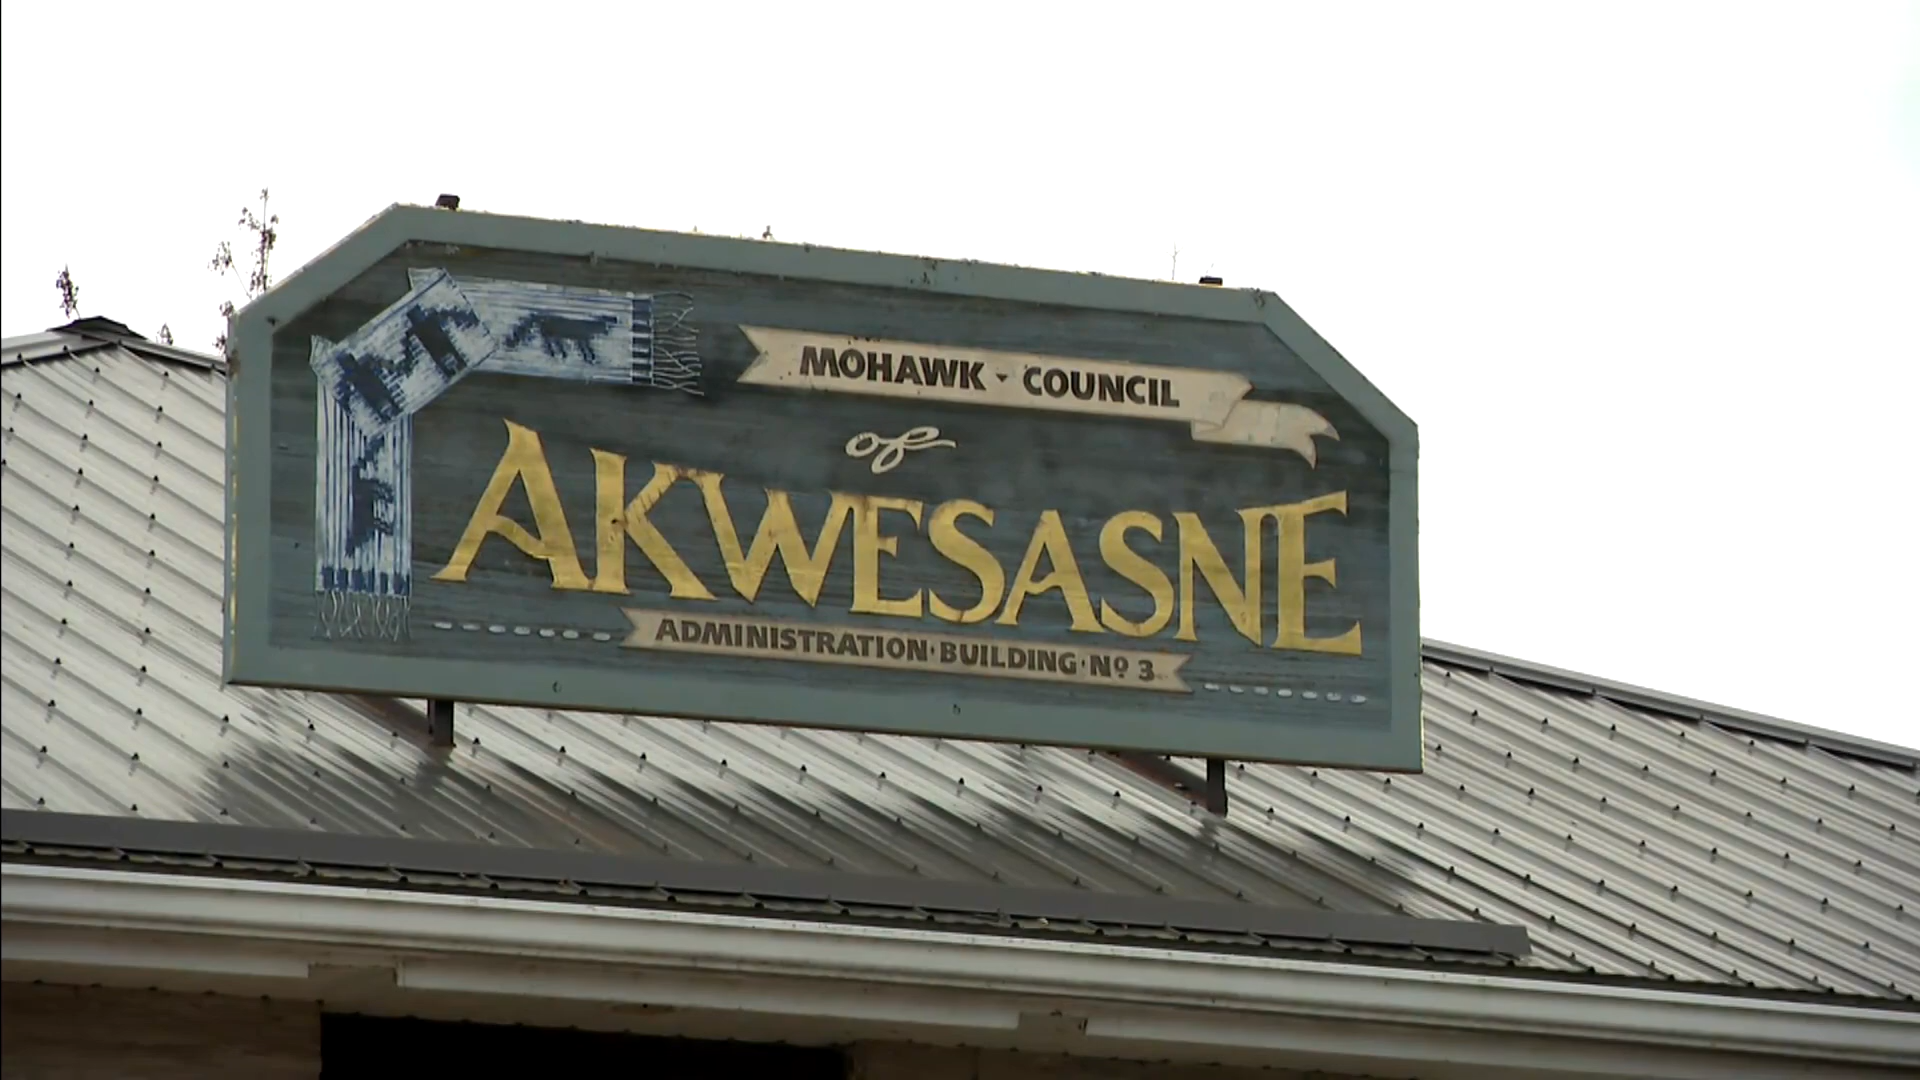 MOHAWK - COUNCIL
of
AKWESASNE
ADMINISTRATION · BUILDING · Nº 3